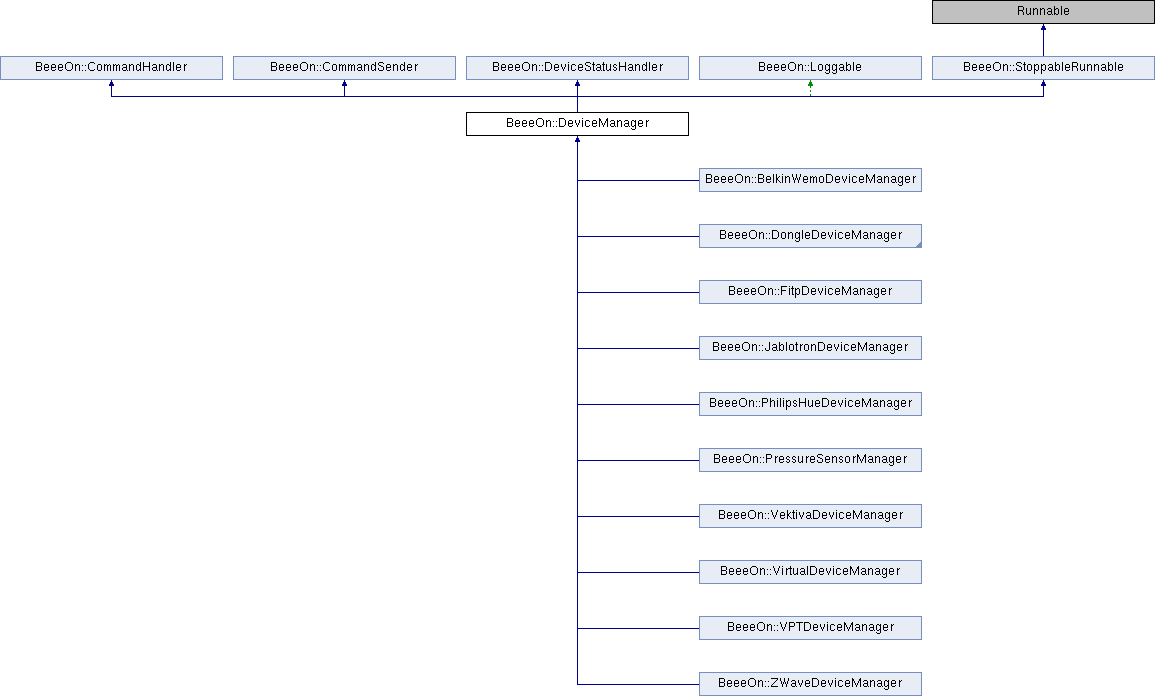 Runnable
BeeeOn::CommandHandler
BeeeOn::CommandSender
BeeeOn::DeviceStatusHandler
BeeeOn::Loggable
BeeeOn::StoppableRunnable
BeeeOn::DeviceManager
BeeeOn::BelkinWemoDeviceManager
BeeeOn::DongleDeviceManager
BeeeOn::FitpDeviceManager
BeeeOn::JablotronDeviceManager
BeeeOn::PhilipsHueDeviceManager
BeeeOn::PressureSensorManager
BeeeOn::VektivaDeviceManager
BeeeOn::VirtualDeviceManager
BeeeOn::VPTDeviceManager
BeeeOn::ZWaveDeviceManager